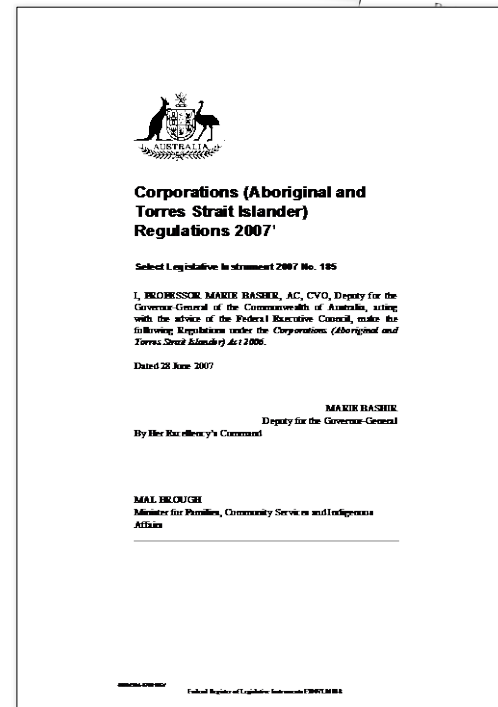 AUSTRALIA
Corporations (Aboriginal and
Torres Strait Islander)
Regulations 2007¹
Select Legislative Instrument 2007 No. 185
I, PROFESSOR MARIE BASHIR, AC, CVO, Deputy for the
Governor-General of the Commonwealth of Australia, acting
with the advice of the Federal Executive Council, make the
following Regulations under the Corporations (Aboriginal and
Torres Strait Islander) Act 2006.
Dated 28 June 2007
MARIE BASHIR
Deputy for the Governor-General
By Her Excellency's Command
MAL BROUGH
Minister for Families, Community Services and Indigenous
Affairs
Federal Register of Legislative Instruments